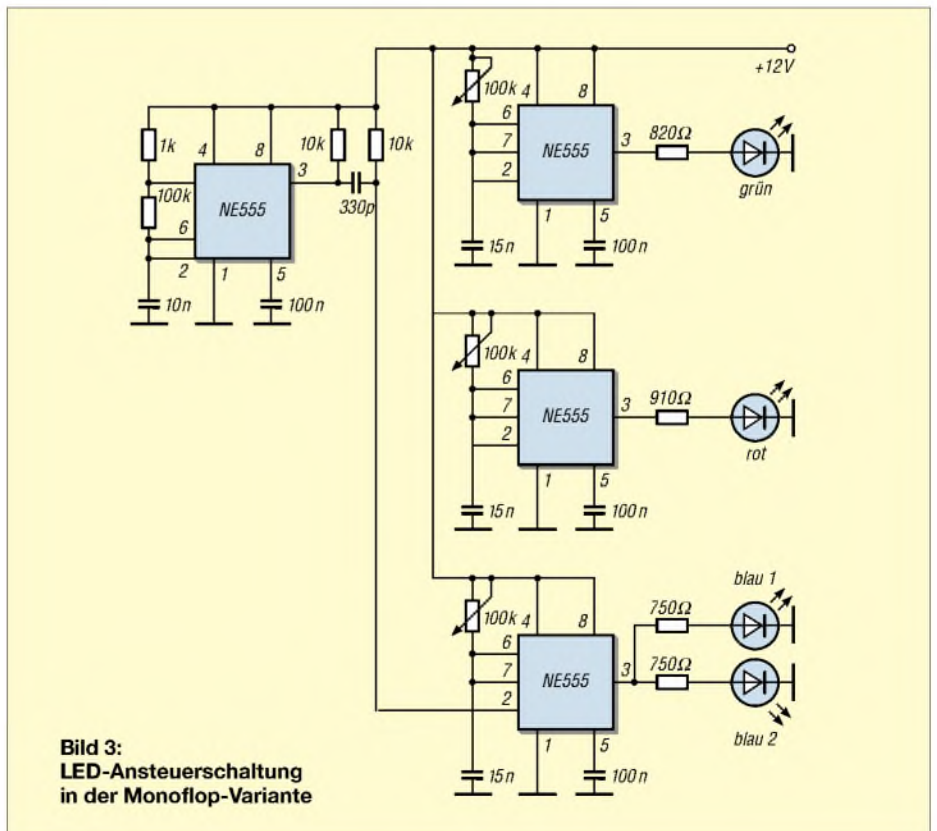 +12V
1k
4
8
10k
10k
3
100k
NE555
330p
6
2
1
5
10n
100n
100k
4
8
6
7
2
NE555
3
820Ω
grün
1
5
15n
100n
100k
4
8
6
7
2
NE555
3
910Ω
rot
1
5
15n
100n
100k
4
8
6
7
2
NE555
3
750Ω
blau 1
750Ω
blau 2
1
5
15n
100n
Bild 3:
LED-Ansteuerschaltung
in der Monoflop-Variante